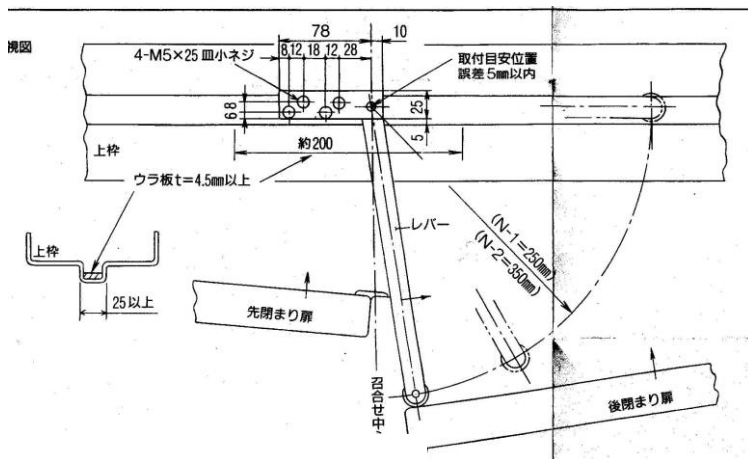 視図
78
10
8,12,18,12,28
4-M5×25 皿小ネジ
取付目安位置
誤差5mm以内
6 8
25
5
上枠
約200
ウラ板t=4.5mm以上
レバー
上枠
25以上
(N-1=250mm)
(N-2=350mm)
先閉まり扉
召合せ中
後閉まり扉